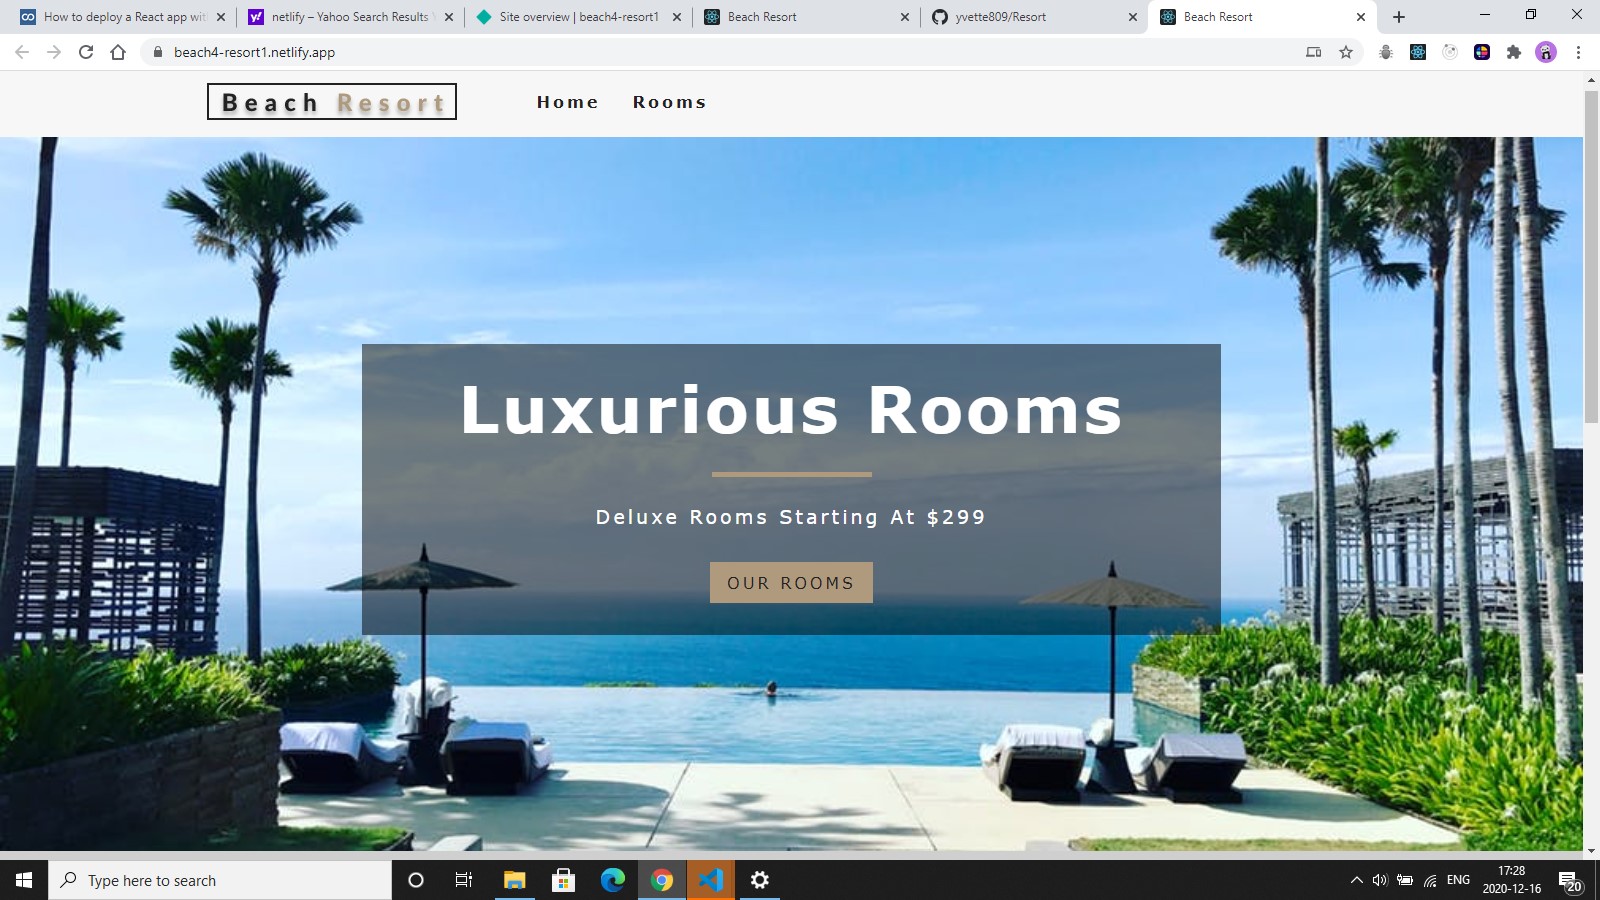 How to deploy a React app wit
netlify – Yahoo Search Results
Site overview | beach4-resort1
Beach Resort
yvette809/Resort
Beach Resort
beach4-resort1.netlify.app
Beach Resort
Home
Rooms
Luxurious Rooms
Deluxe Rooms Starting At $299
OUR ROOMS
Type here to search
ENG
17:28
2020-12-16
20